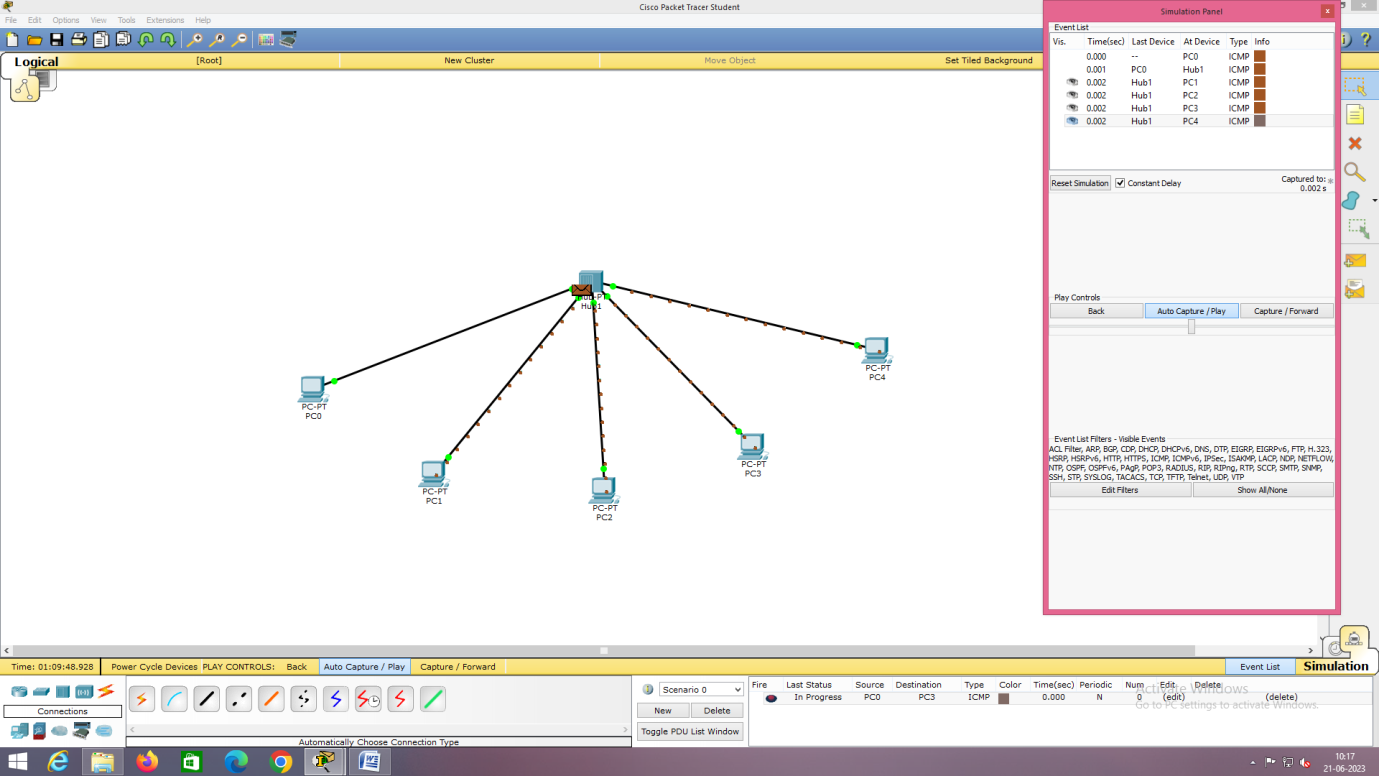 Cisco Packet Tracer Student
File Edit Options View Tools Extensions Help
Logical [Root] New Cluster Move Object Set Tiled Background
Simulation Panel
Event List
Vis. Time(sec) Last Device At Device Type Info
0.000 -- PC0 ICMP
0.001 PC0 Hub1 ICMP
0.002 Hub1 PC1 ICMP
0.002 Hub1 PC2 ICMP
0.002 Hub1 PC3 ICMP
0.002 Hub1 PC4 ICMP
Reset Simulation Constant Delay Captured to: *
0.002 s
Play Controls
Back Auto Capture / Play Capture / Forward
Event List Filters - Visible Events
ACL Filter, ARP, BGP, CDP, DHCP, DHCPv6, DNS, DTP, EIGRP, EIGRPv6, FTP, H.323,
HSRP, HSRPv6, HTTP, HTTPS, ICMP, ICMPv6, IPSec, ISAKMP, LACP, NDP, NETFLOW,
NTP, OSPF, OSPFv6, PAgP, POP3, RADIUS, RIP, RIPng, RTP, SCCP, SMTP, SNMP,
SSH, STP, SYSLOG, TACACS, TCP, TFTP, Telnet, UDP, VTP
Edit Filters Show All/None
Hub-PT
Hub1
PC-PT
PC4
PC-PT
PC0
PC-PT
PC3
PC-PT
PC1
PC-PT
PC2
Time: 01:09:48.928 Power Cycle Devices PLAY CONTROLS: Back Auto Capture / Play Capture / Forward Event List Simulation
Connections
Automatically Choose Connection Type
Scenario 0
New Delete
Toggle PDU List Window
Fire Last Status Source Destination Type Color Time(sec) Periodic Num Edit Delete
In Progress PC0 PC3 ICMP 0.000 N 0 (edit) (delete)
Activate Windows
Go to PC settings to activate Windows.
10:17
21-06-2023